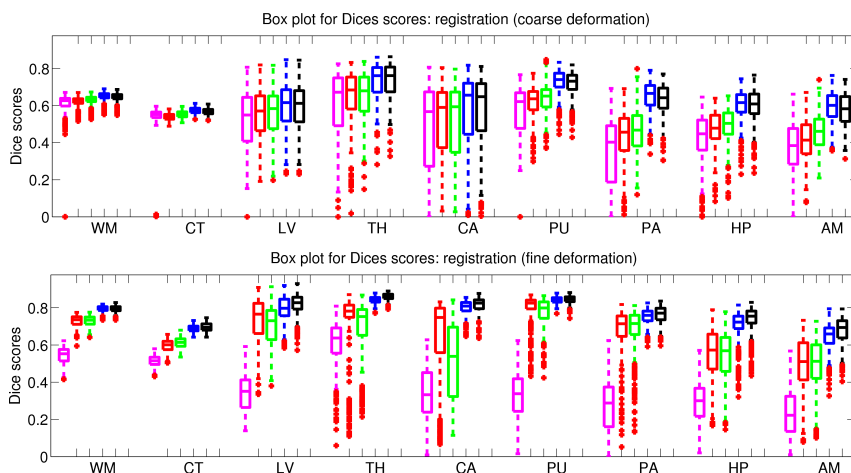 Box plot for Dices scores: registration (coarse deformation)
Dice scores
0.8
0.6
0.4
0.2
0
WM CT LV TH CA PU PA HP AM
Box plot for Dices scores: registration (fine deformation)
Dice scores
0.8
0.6
0.4
0.2
0
WM CT LV TH CA PU PA HP AM